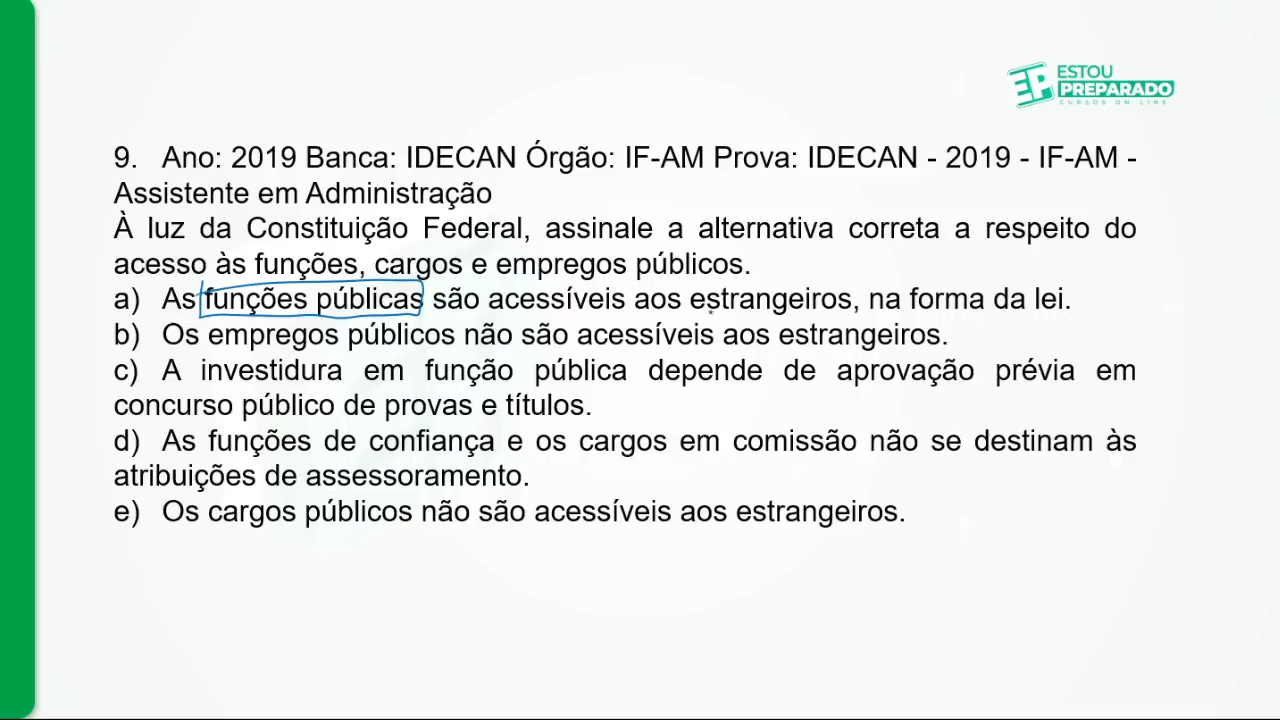 ESTOU
PREPARADO
CURSOS ON LINE
9. Ano: 2019 Banca: IDECAN Órgão: IF-AM Prova: IDECAN - 2019 - IF-AM -
Assistente em Administração
À luz da Constituição Federal, assinale a alternativa correta a respeito do
acesso às funções, cargos e empregos públicos.
a) As funções públicas são acessíveis aos estrangeiros, na forma da lei.
b) Os empregos públicos não são acessíveis aos estrangeiros.
c) A investidura em função pública depende de aprovação prévia em
concurso público de provas e títulos.
d) As funções de confiança e os cargos em comissão não se destinam às
atribuições de assessoramento.
e) Os cargos públicos não são acessíveis aos estrangeiros.